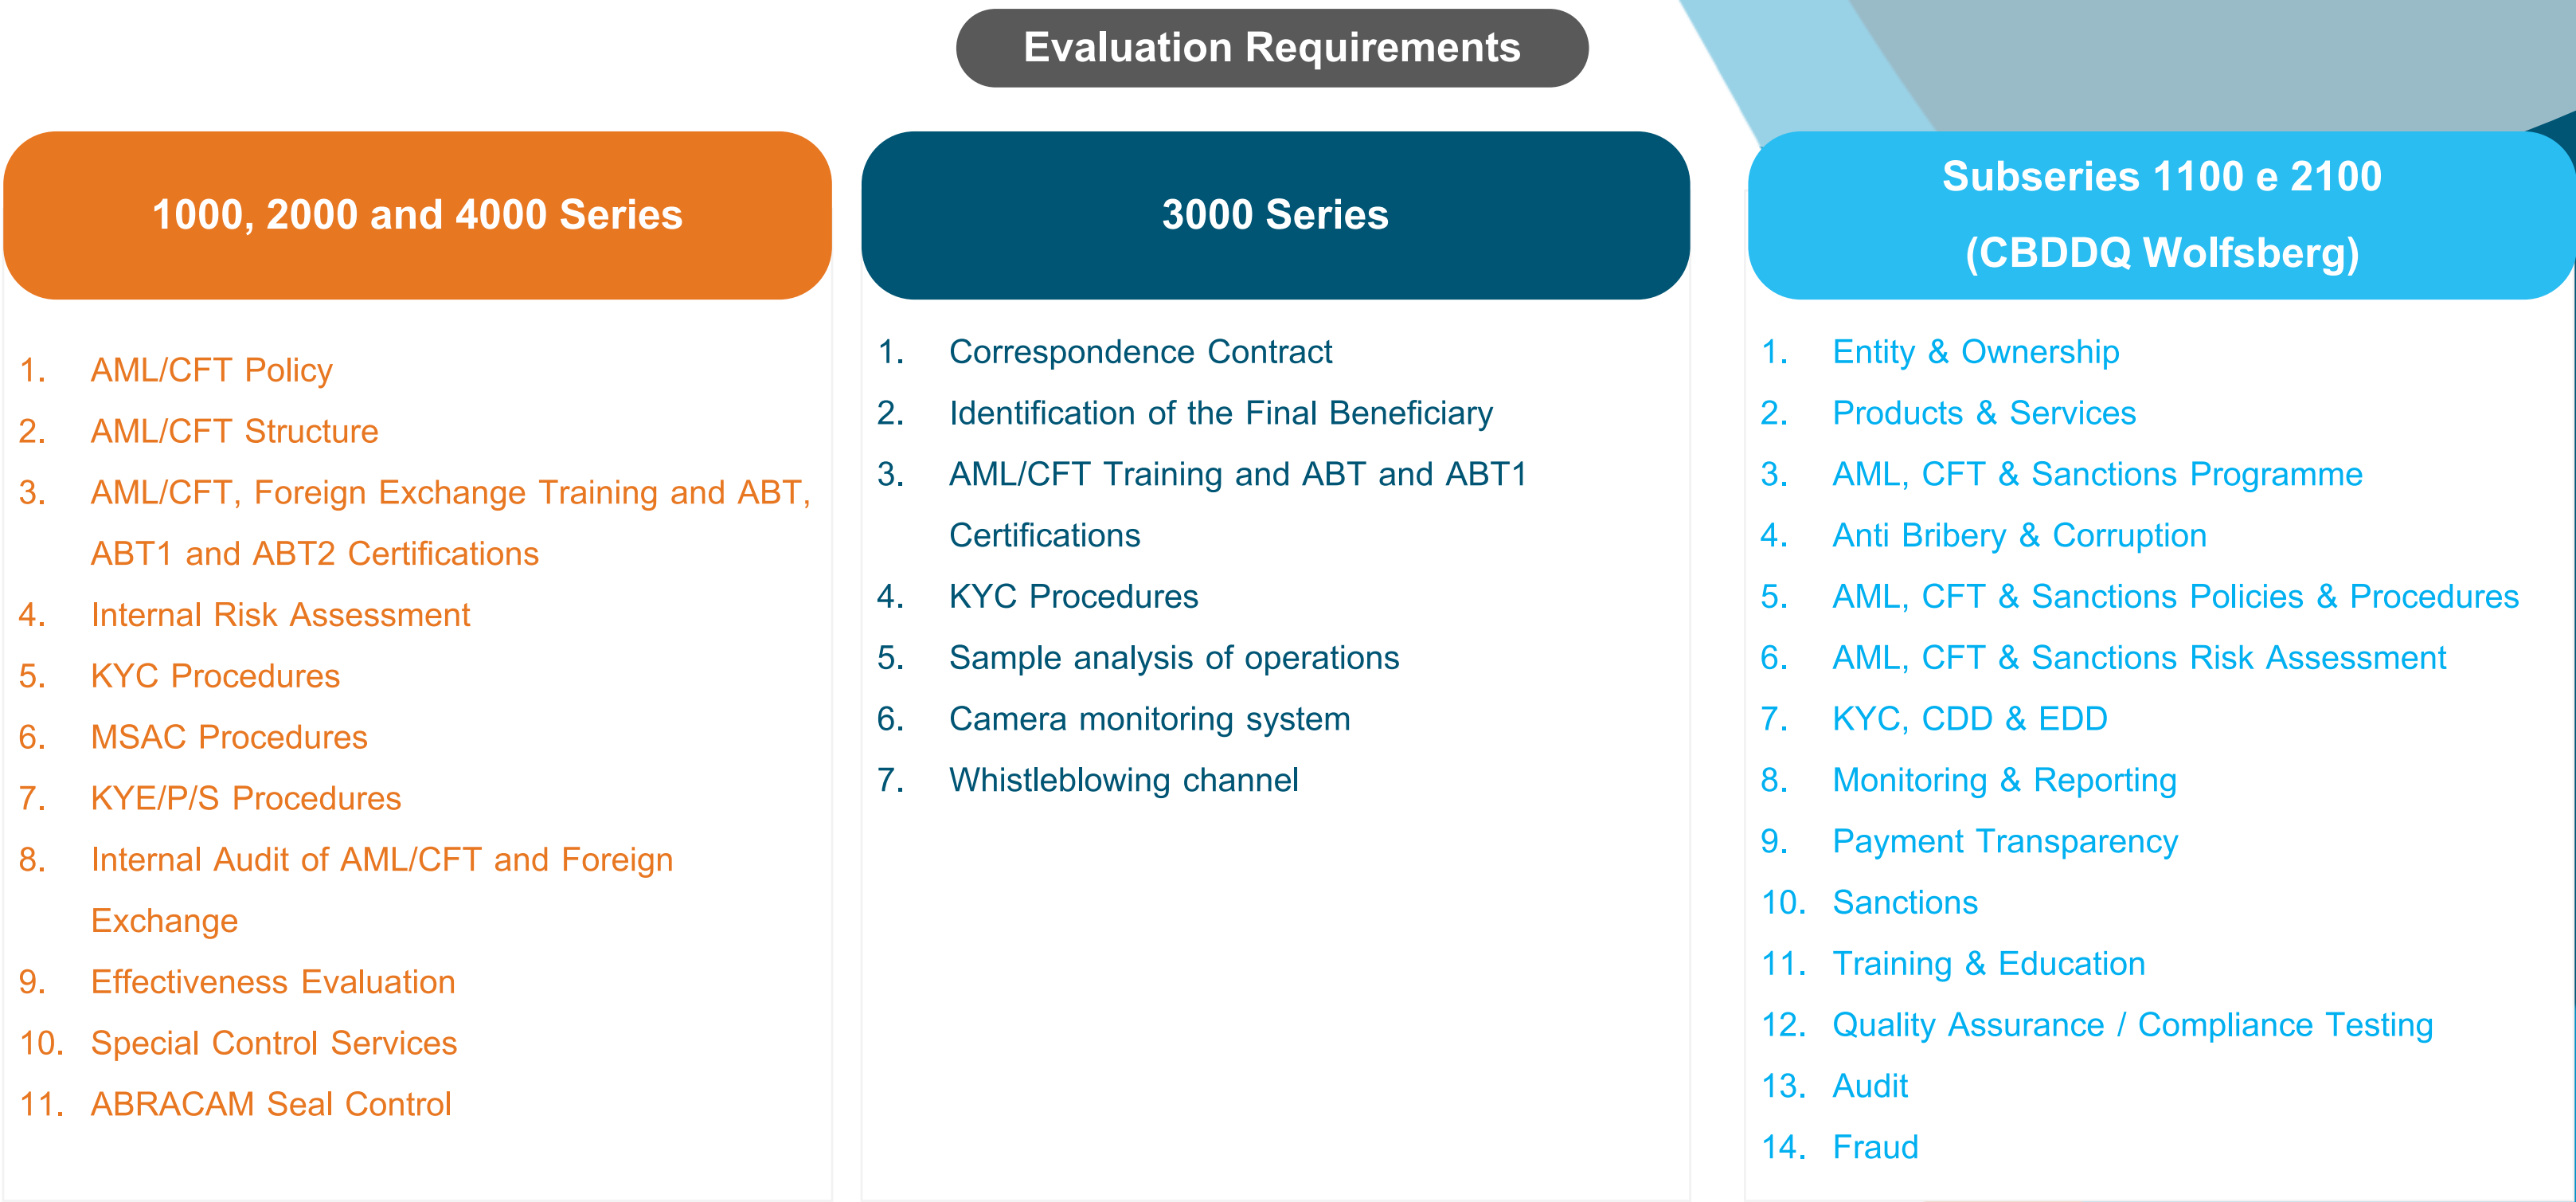 Evaluation Requirements
1000, 2000 and 4000 Series
1. AML/CFT Policy
2. AML/CFT Structure
3. AML/CFT, Foreign Exchange Training and ABT,
ABT1 and ABT2 Certifications
4. Internal Risk Assessment
5. KYC Procedures
6. MSAC Procedures
7. KYE/P/S Procedures
8. Internal Audit of AML/CFT and Foreign
Exchange
9. Effectiveness Evaluation
10. Special Control Services
11. ABRACAM Seal Control
3000 Series
1. Correspondence Contract
2. Identification of the Final Beneficiary
3. AML/CFT Training and ABT and ABT1
Certifications
4. KYC Procedures
5. Sample analysis of operations
6. Camera monitoring system
7. Whistleblowing channel
Subseries 1100 e 2100
(CBDDQ Wolfsberg)
1. Entity & Ownership
2. Products & Services
3. AML, CFT & Sanctions Programme
4. Anti Bribery & Corruption
5. AML, CFT & Sanctions Policies & Procedures
6. AML, CFT & Sanctions Risk Assessment
7. KYC, CDD & EDD
8. Monitoring & Reporting
9. Payment Transparency
10. Sanctions
11. Training & Education
12. Quality Assurance / Compliance Testing
13. Audit
14. Fraud